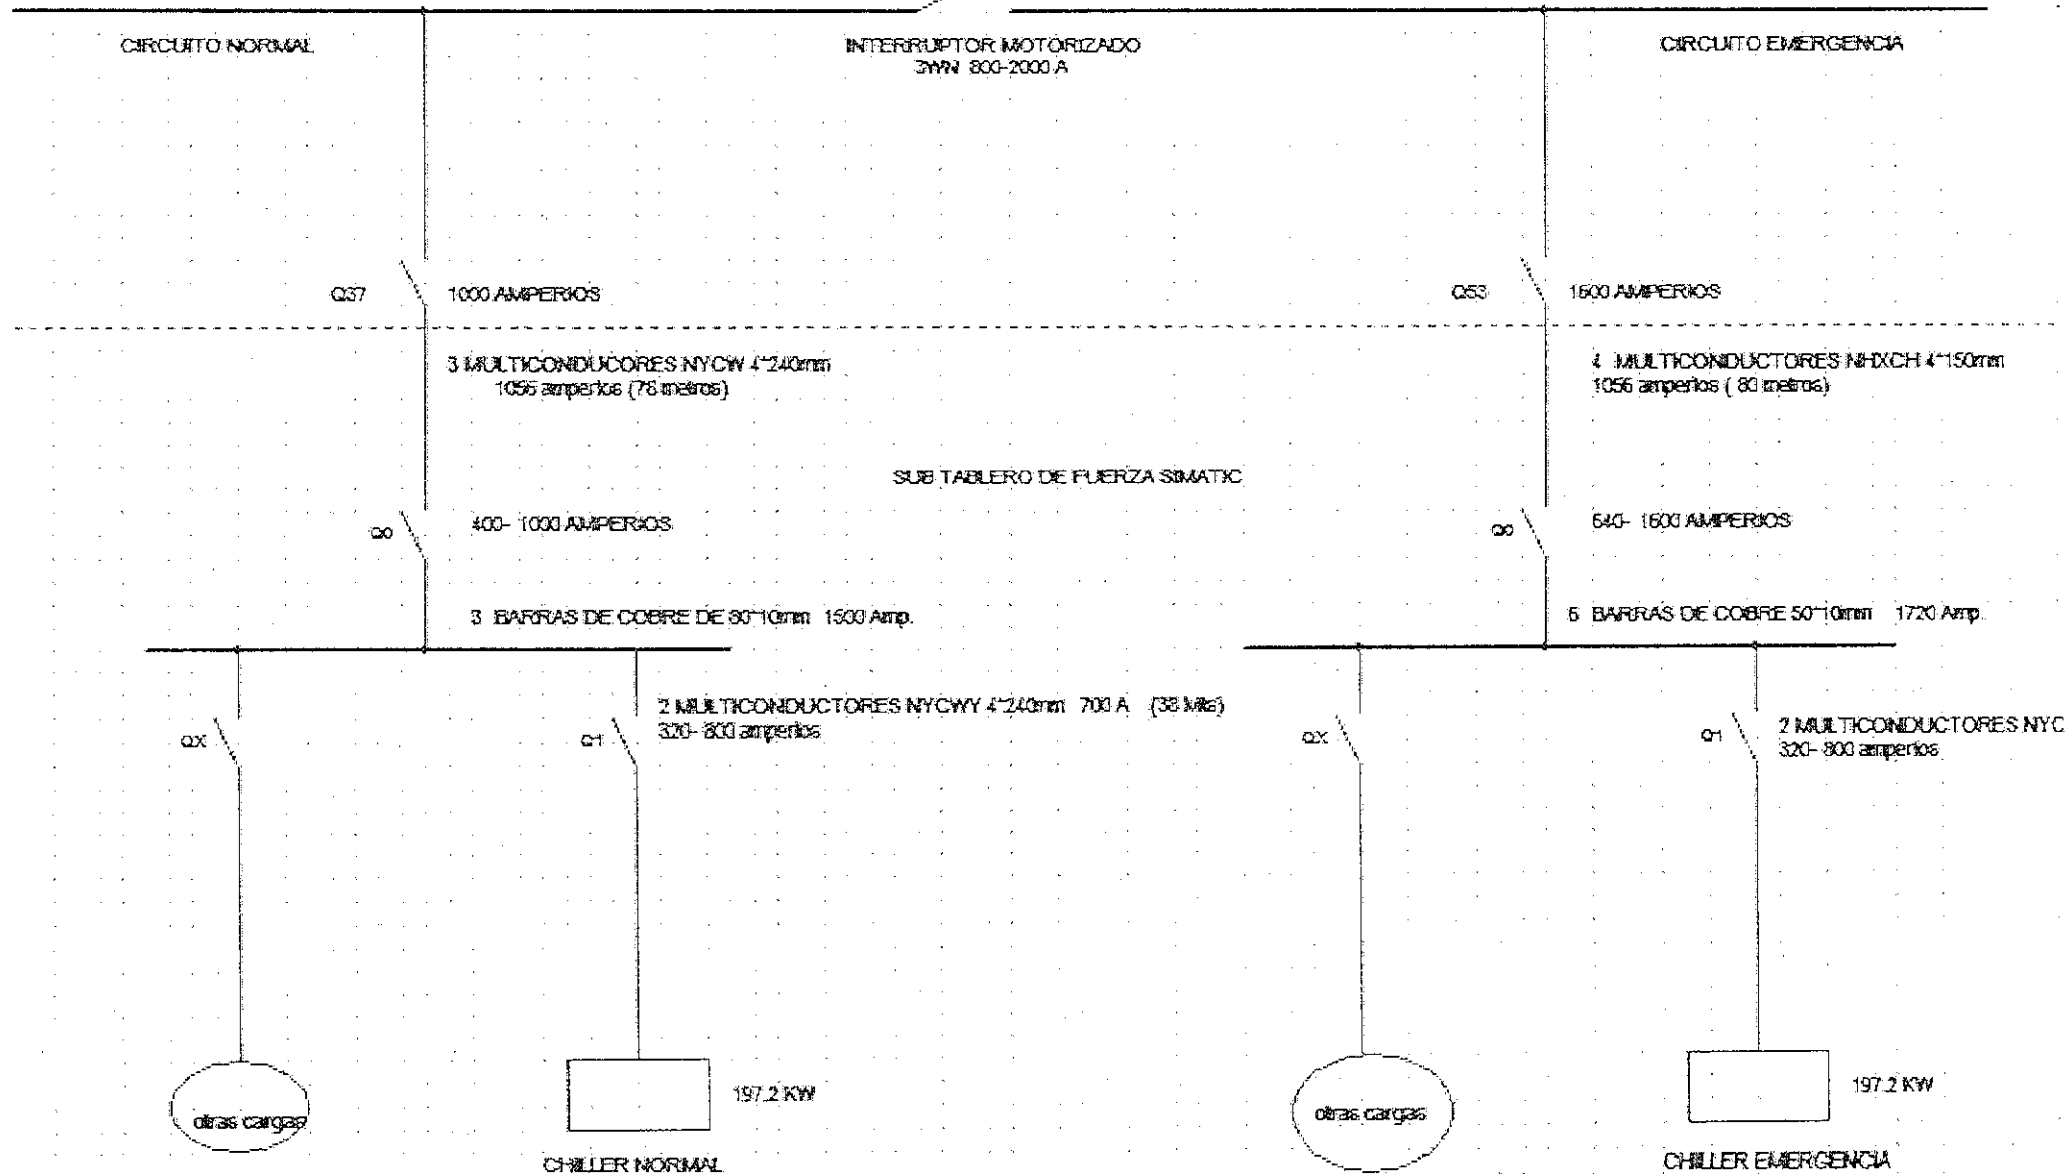 CIRCUITO NORMAL
INTERRUPTOR MOTORIZADO
3WN 800-2000 A
CIRCUITO EMERGENCIA
Q37
1000 AMPERIOS
Q53
1600 AMPERIOS
3 MULTICONDUCORES NYCW 4*240mm
1056 amperios (78 metros)
4 MULTICONDUCTORES NHXCH 4*150mm
1056 amperios ( 80 metros)
SUB TABLERO DE FUERZA SIMATIC
Q0
400- 1000 AMPERIOS
Q0
640- 1600 AMPERIOS
3 BARRAS DE COBRE DE 80*10mm 1500 Amp.
6 BARRAS DE COBRE 50*10mm 1720 Amp.
QX
Q1
2 MULTICONDUCTORES NYCWY 4*240mm 700 A (38 Mts)
320- 800 amperios
QX
Q1
2 MULTICONDUCTORES NYC
320- 800 amperios
otras cargas
197.2 KW
CHILLER NORMAL
otras cargas
197.2 KW
CHILLER EMERGENCIA